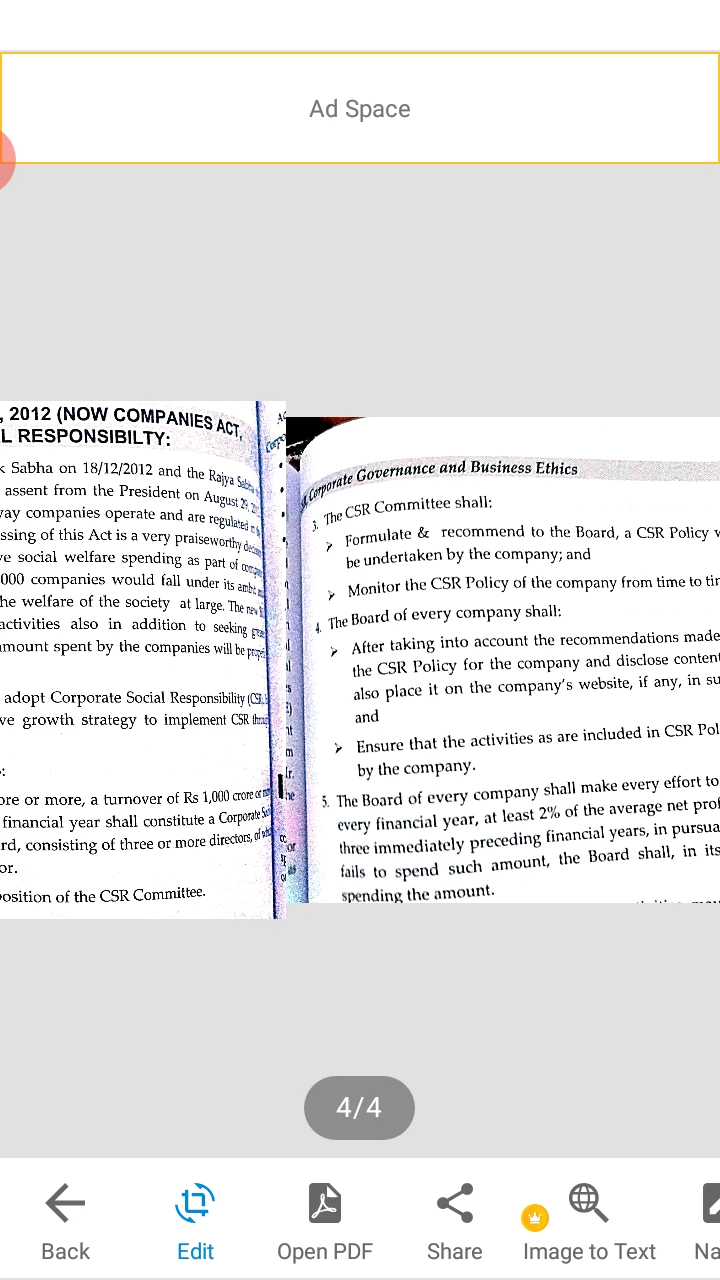 Ad Space
, 2012 (NOW COMPANIES ACT,
L RESPONSIBILTY:
k Sabha on 18/12/2012 and the Rajya
assent from the President on August 29,
way companies operate and are regulated
ssing of this Act is a very praiseworthy
ve social welfare spending as part of
000 companies would fall under its
he welfare of the society at large. The new
activities also in addition to seeking
amount spent by the companies will be
adopt Corporate Social Responsibility
ve growth strategy to implement CSR
:
ore or more, a turnover of Rs 1,000 crore or
financial year shall constitute a Corporate
rd, consisting of three or more directors, of
or.
position of the CSR Committee.
Corporate Governance and Business Ethics
3. The CSR Committee shall:
➢ Formulate & recommend to the Board, a CSR Policy w
be undertaken by the company; and
➢ Monitor the CSR Policy of the company from time to
4. The Board of every company shall:
➢ After taking into account the recommendations made
the CSR Policy for the company and disclose content
also place it on the company's website, if any, in su
and
➢ Ensure that the activities as are included in CSR Pol
by the company.
5. The Board of every company shall make every effort to
every financial year, at least 2% of the average net prof
three immediately preceding financial years, in pursua
fails to spend such amount, the Board shall, in its
spending the amount.
4/4
Back Edit Open PDF Share Image to Text Na